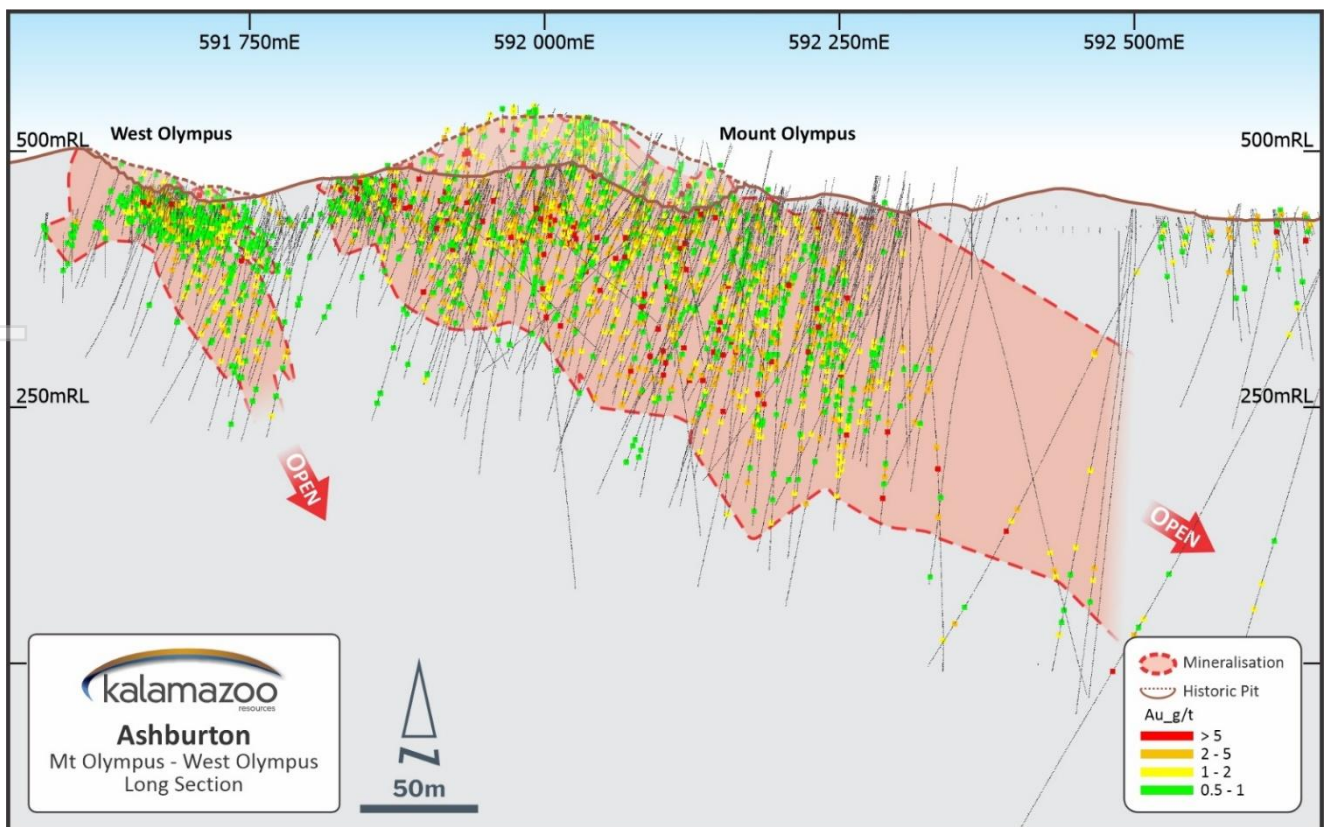 591 750mE
592 000mE
592 250mE
592 500mE
West Olympus
Mount Olympus
500mRL
500mRL
250mRL
250mRL
OPEN
OPEN
kalamazoo
resources
Ashburton
Mt Olympus - West Olympus
Long Section
N
50m
Mineralisation
Historic Pit
Au_g/t
> 5
2 - 5
1 - 2
0.5 - 1